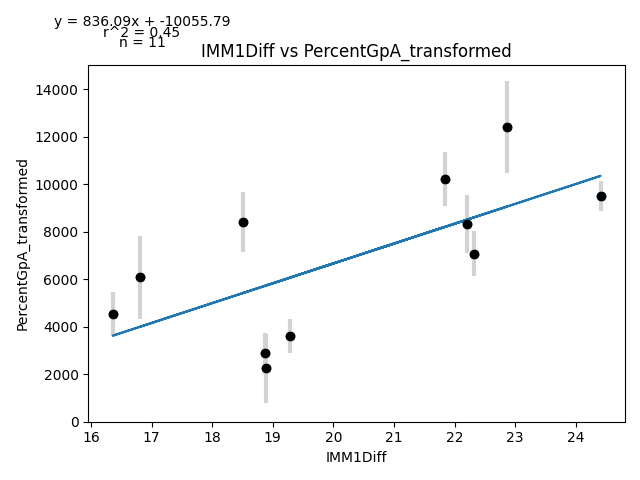 y = 836.09x + -10055.79
r^2 = 0.45
n = 11
IMM1Diff vs PercentGpA_transformed
PercentGpA_transformed
14000
12000
10000
8000
6000
4000
2000
0
16 17 18 19 20 21 22 23 24
IMM1Diff